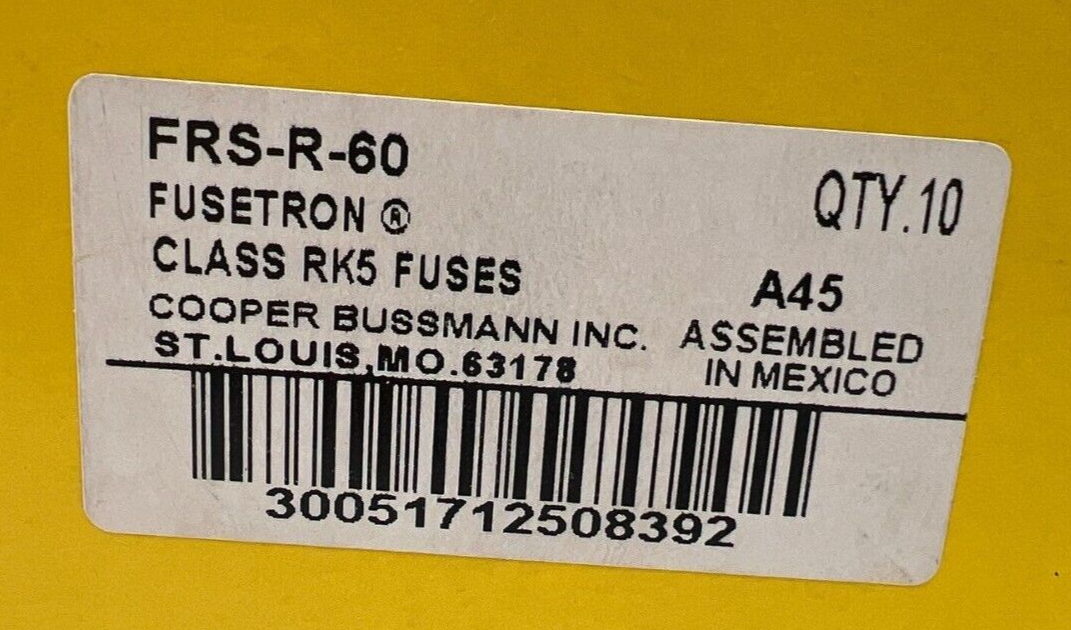 FRS-R-60
QTY.10
FUSETRON ®
CLASS RK5 FUSES
A45
COOPER BUSSMANN INC.
ASSEMBLED
ST.LOUIS,MO.63178
IN MEXICO
30051712508392